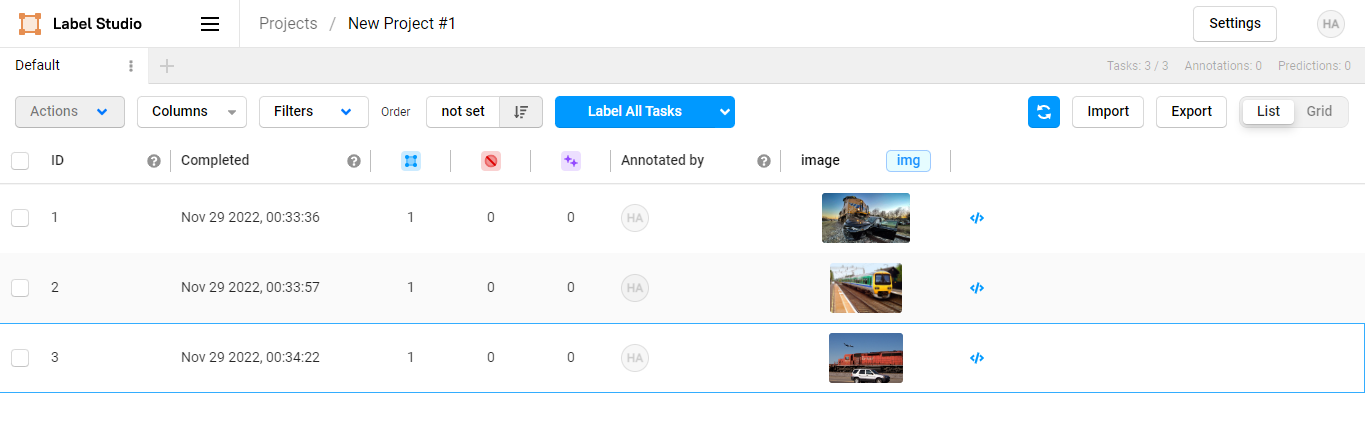 Label Studio Projects / New Project #1 Settings HA
Default Tasks: 3 / 3 Annotations: 0 Predictions: 0
Actions Columns Filters Order not set Label All Tasks Import Export List Grid
ID Completed Annotated by image img
1 Nov 29 2022, 00:33:36 1 0 0 HA
2 Nov 29 2022, 00:33:57 1 0 0 HA
3 Nov 29 2022, 00:34:22 1 0 0 HA